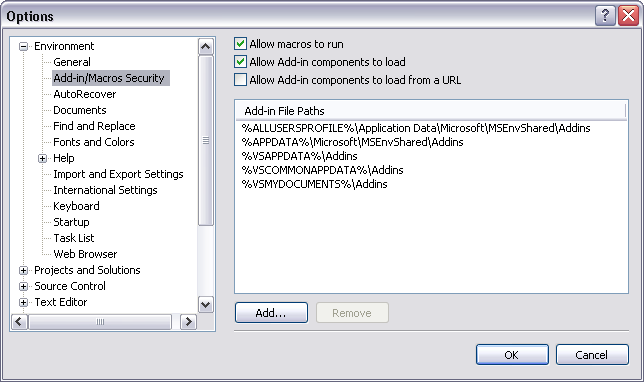 Options
Environment
General
Add-in/Macros Security
AutoRecover
Documents
Find and Replace
Fonts and Colors
Help
Import and Export Settings
International Settings
Keyboard
Startup
Task List
Web Browser
Projects and Solutions
Source Control
Text Editor
Allow macros to run
Allow Add-in components to load
Allow Add-in components to load from a URL
Add-in File Paths
%ALLUSERSPROFILE%\Application Data\Microsoft\MSEnvShared\Addins
%APPDATA%\Microsoft\MSEnvShared\Addins
%VSAPPDATA%\Addins
%VSCOMMONAPPDATA%\Addins
%VSMYDOCUMENTS%\Addins
Add...
Remove
OK
Cancel